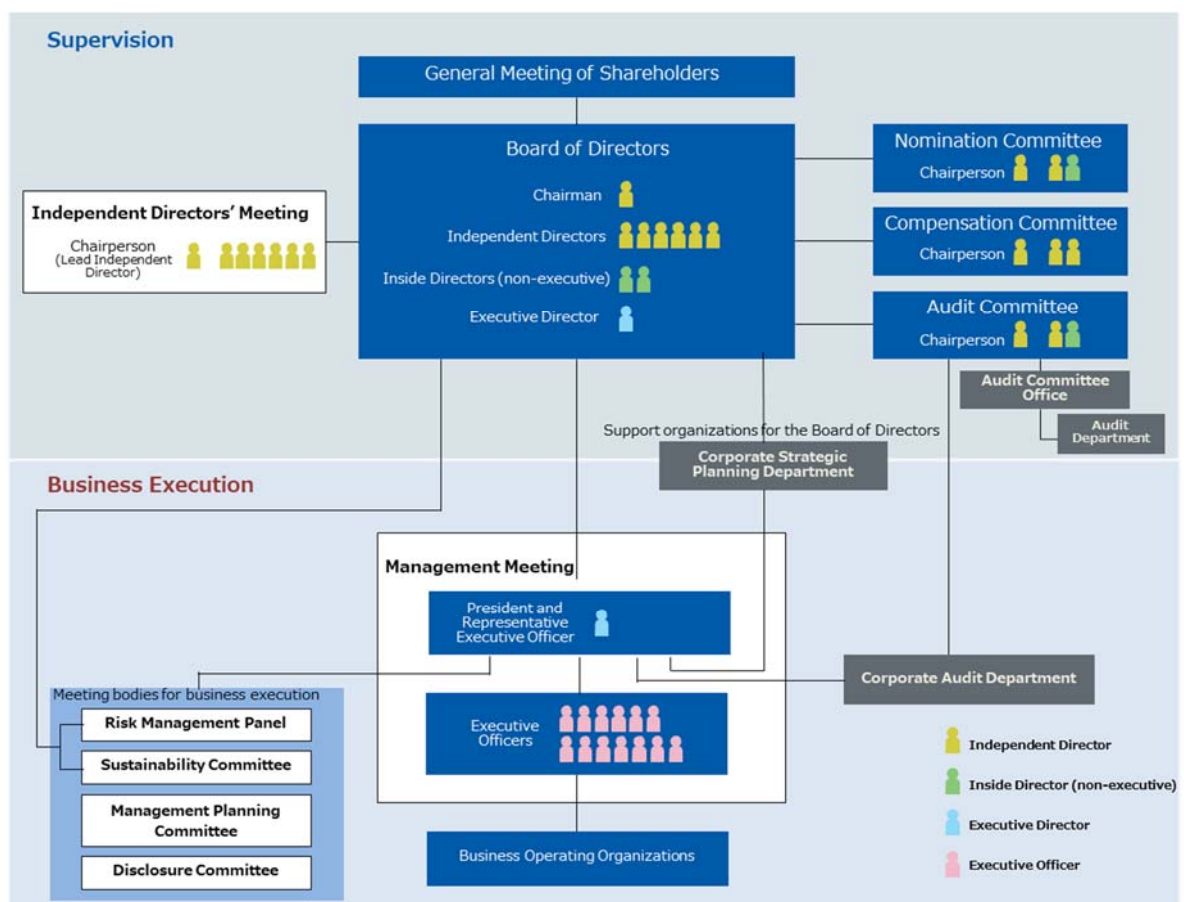 Supervision
General Meeting of Shareholders
Board of Directors
Chairman
Independent Directors
Inside Directors (non-executive)
Executive Director
Independent Directors' Meeting
Chairperson
(Lead Independent
Director)
Nomination Committee
Chairperson
Compensation Committee
Chairperson
Audit Committee
Chairperson
Audit Committee
Office
Audit
Department
Support organizations for the Board of Directors
Corporate Strategic
Planning Department
Business Execution
Management Meeting
President and
Representative
Executive Officer
Executive
Officers
Business Operating Organizations
Corporate Audit Department
Meeting bodies for business execution
Risk Management Panel
Sustainability Committee
Management Planning
Committee
Disclosure Committee
Independent Director
Inside Director (non-executive)
Executive Director
Executive Officer